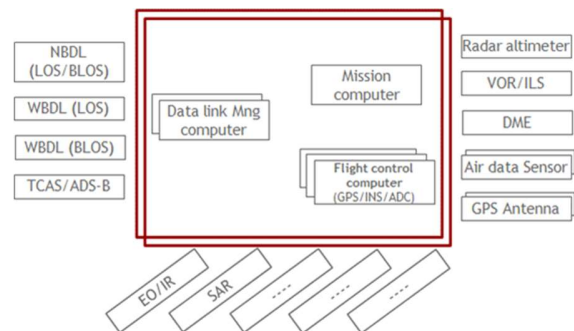 NBDL
(LOS/BLOS)
WBDL (LOS)
WBDL (BLOS)
TCAS/ADS-B
Data link Mng
computer
Mission
computer
Flight control
computer
(GPS/INS/ADC)
Radar altimeter
VOR/ILS
DME
Air data Sensor
GPS Antenna
EO/IR
SAR
----
----
----